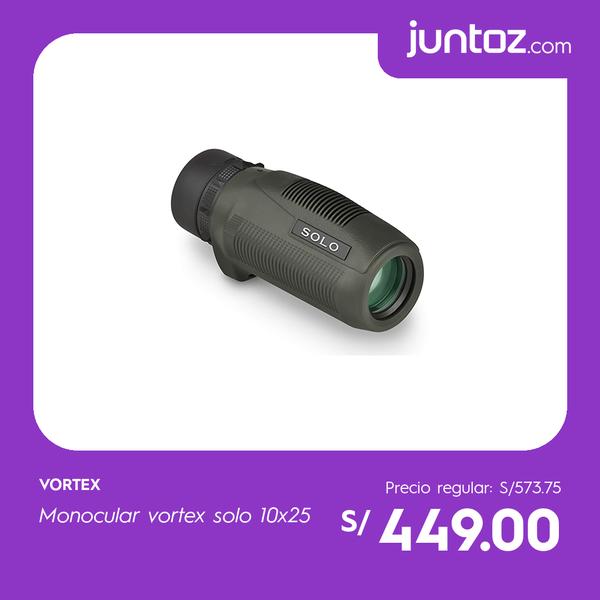 juntoz.com
SOLO
VORTEX
Monocular vortex solo 10x25
Precio regular: S/573.75
S/ 449.00